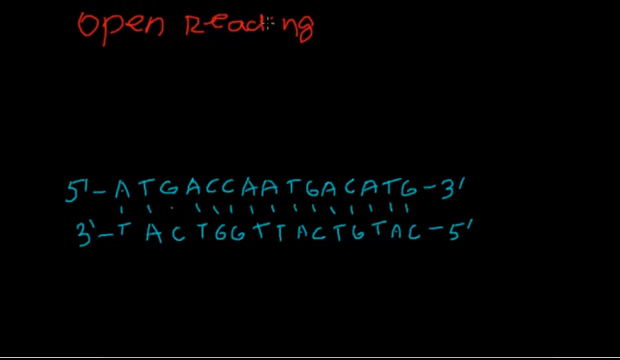 Open Reading
5'-ATGACCAATGACATG-3'
3'-TACTGGTTACTGTAC-5'